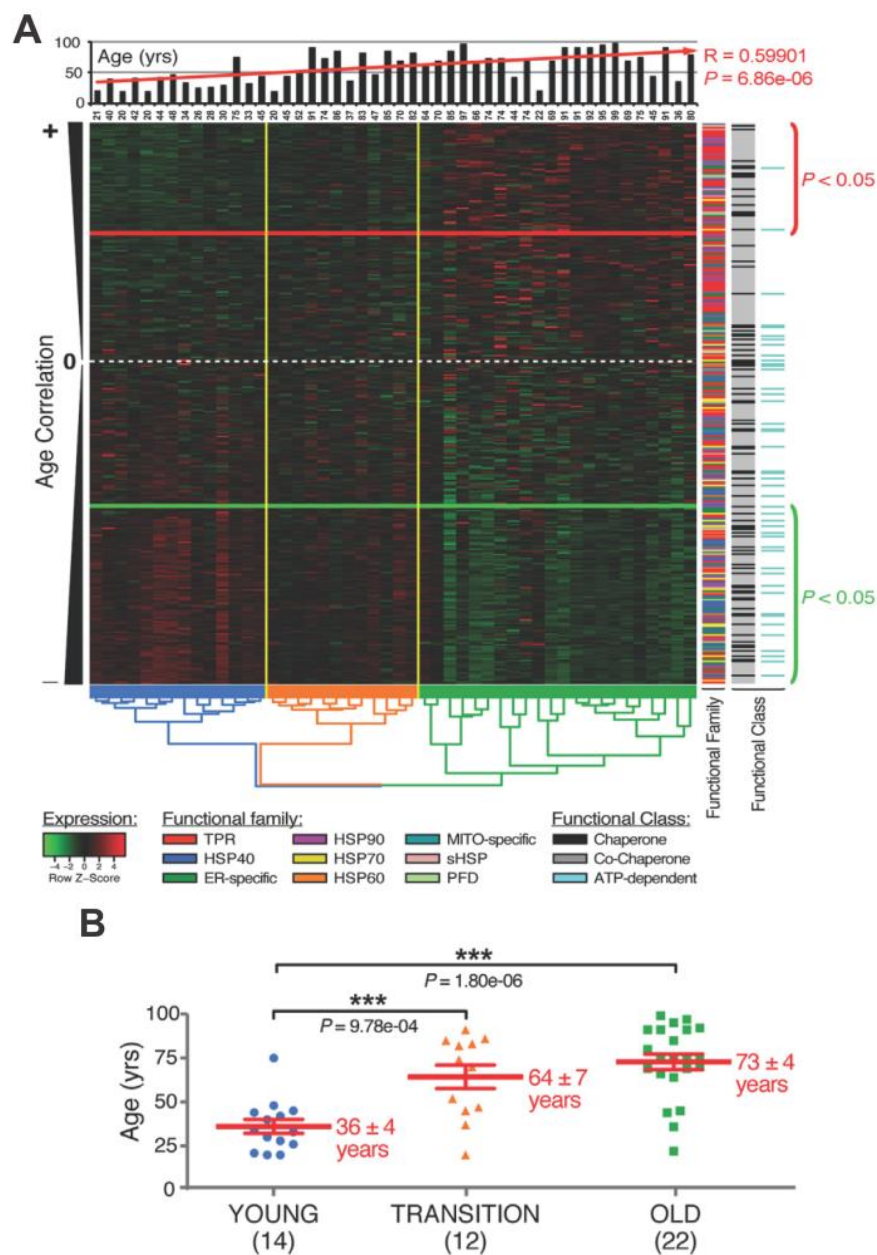 A
100
50
0
Age (yrs)
R = 0.59901
P = 6.86e-06
21 40 20 42 20 44 48 34 26 28 30 75 33 45 20 45 52 91 74 86 37 83 47 85 70 82 64 70 85 97 66 74 74 44 74 22 69 91 91 92 95 99 69 75 45 91 36 80
+
0
–
Age Correlation
P < 0.05
P < 0.05
Functional Family
Functional Class
Expression:
−4 −2 0 2 4
Row Z−Score
Functional family:
TPR
HSP40
ER-specific
HSP90
HSP70
HSP60
MITO-specific
sHSP
PFD
Functional Class:
Chaperone
Co-Chaperone
ATP-dependent
B
***
P = 1.80e-06
***
P = 9.78e-04
Age (yrs)
100
75
50
25
0
36 ± 4
years
64 ± 7
years
73 ± 4
years
YOUNG
(14)
TRANSITION
(12)
OLD
(22)